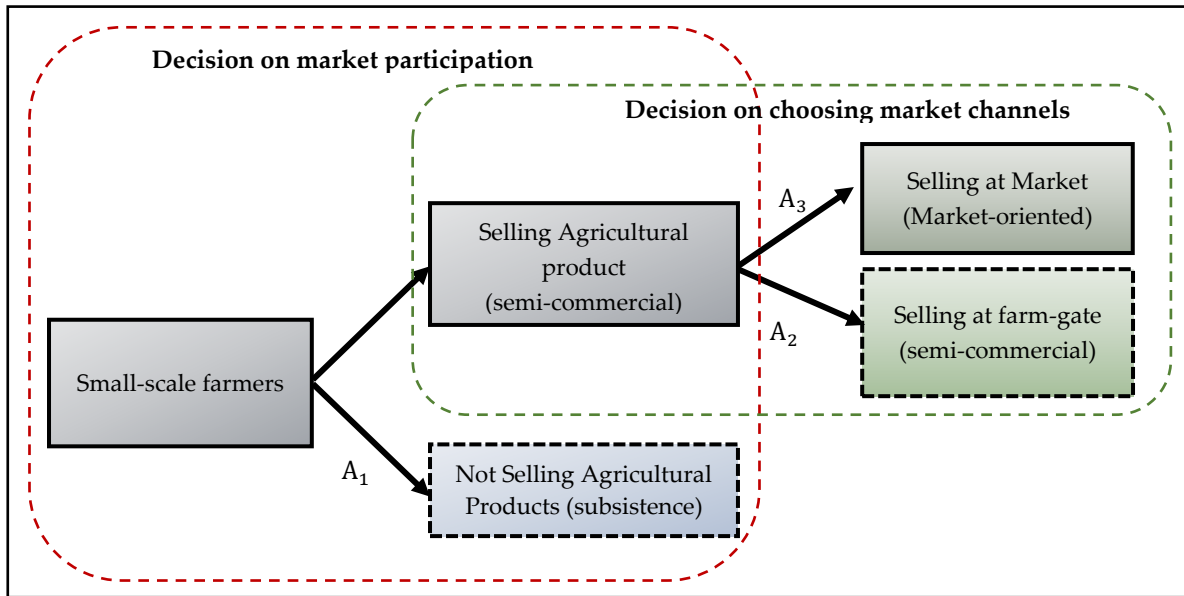 Decision on market participation
Decision on choosing market channels
Selling at Market
(Market-oriented)
A₃
Selling Agricultural
product
(semi-commercial)
Selling at farm-gate
(semi-commercial)
A₂
Small-scale farmers
Not Selling Agricultural
Products (subsistence)
A₁